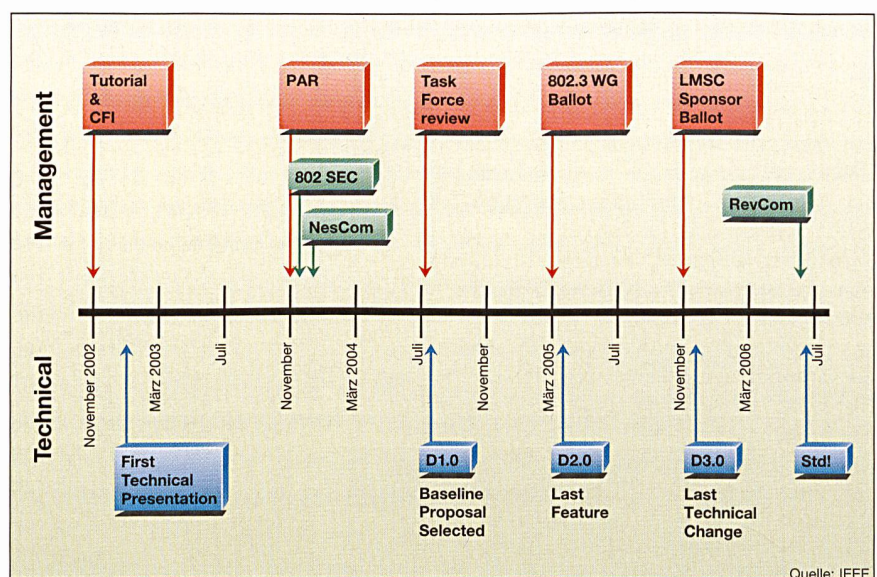 Management
Tutorial
&
CFI
PAR
Task
Force
review
802.3 WG
Ballot
LMSC
Sponsor
Ballot
802 SEC
NesCom
RevCom
November 2002
März 2003
Juli
November
März 2004
Juli
November
März 2005
Juli
November
März 2006
Juli
Technical
First
Technical
Presentation
D1.0
Baseline
Proposal
Selected
D2.0
Last
Feature
D3.0
Last
Technical
Change
Std!
Quelle: IEEE